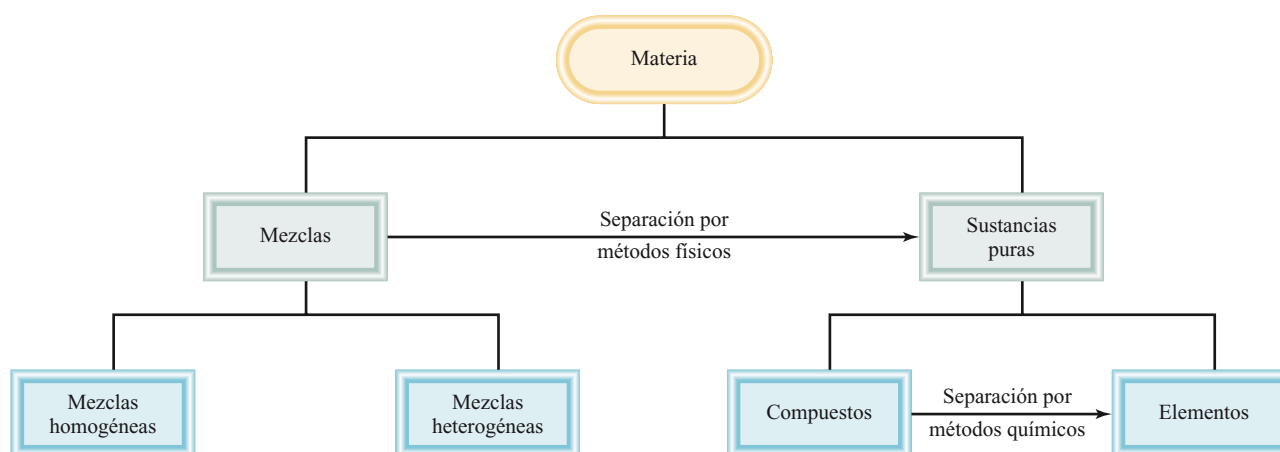 Materia
Mezclas
Separación por
métodos físicos
Sustancias
puras
Mezclas
homogéneas
Mezclas
heterogéneas
Compuestos
Separación por
métodos químicos
Elementos